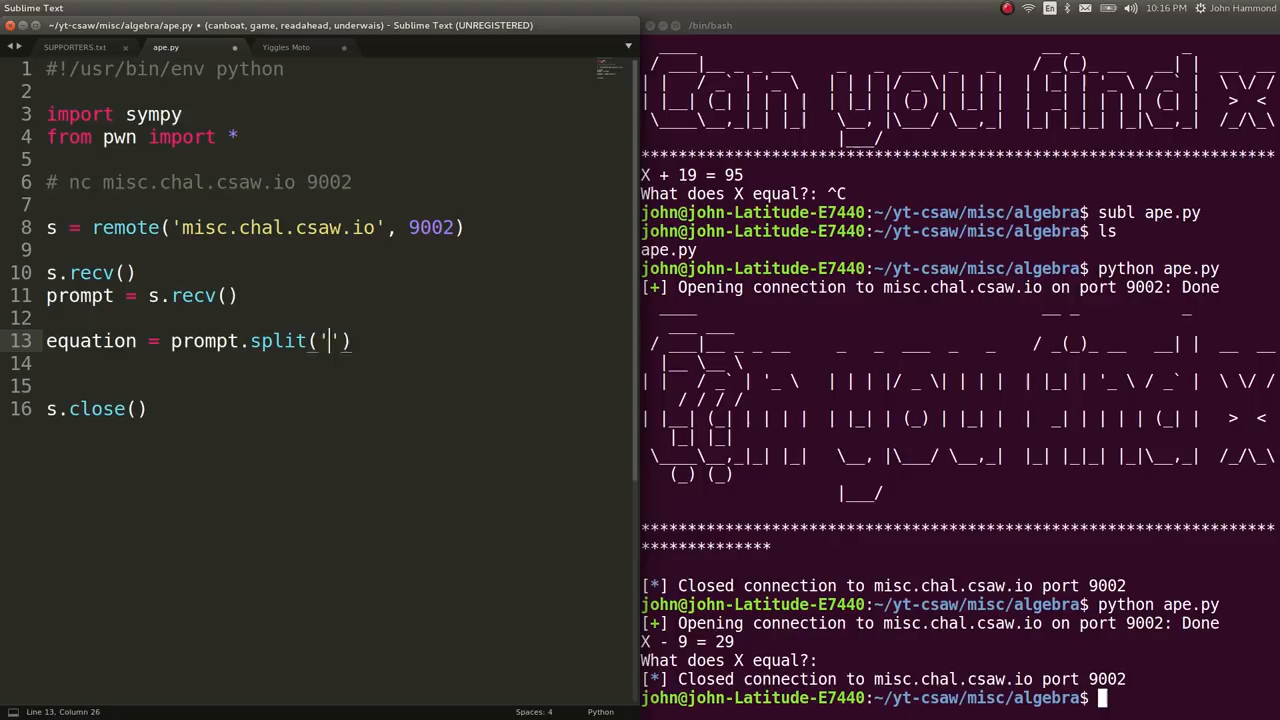 Sublime Text
10:16 PM
John Hammond
En
~/yt-csaw/misc/algebra/ape.py • (canboat, game, readahead, underwais) - Sublime Text (UNREGISTERED)
SUPPORTERS.txt
ape.py
Yiggles Moto
1 #!/usr/bin/env python
2
3 import sympy
4 from pwn import *
5
6 # nc misc.chal.csaw.io 9002
7
8 s = remote('misc.chal.csaw.io', 9002)
9
10 s.recv()
11 prompt = s.recv()
12
13 equation = prompt.split('')
14
15
16 s.close()
Line 13, Column 26
Spaces: 4
Python
/bin/bash
Can you find x
*******************************************************************
X + 19 = 95
What does X equal?: ^C
john@john-Latitude-E7440:~/yt-csaw/misc/algebra$ subl ape.py
john@john-Latitude-E7440:~/yt-csaw/misc/algebra$ ls
ape.py
john@john-Latitude-E7440:~/yt-csaw/misc/algebra$ python ape.py
[+] Opening connection to misc.chal.csaw.io on port 9002: Done
*******************************************************************
**************
[*] Closed connection to misc.chal.csaw.io port 9002
john@john-Latitude-E7440:~/yt-csaw/misc/algebra$ python ape.py
[+] Opening connection to misc.chal.csaw.io on port 9002: Done
X - 9 = 29
What does X equal?:
[*] Closed connection to misc.chal.csaw.io port 9002
john@john-Latitude-E7440:~/yt-csaw/misc/algebra$